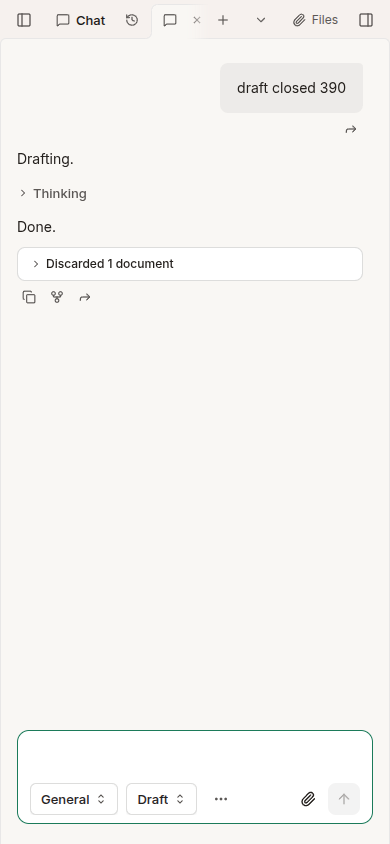 Chat
Files
draft closed 390
Drafting.
Thinking
Done.
Discarded 1 document
General
Draft